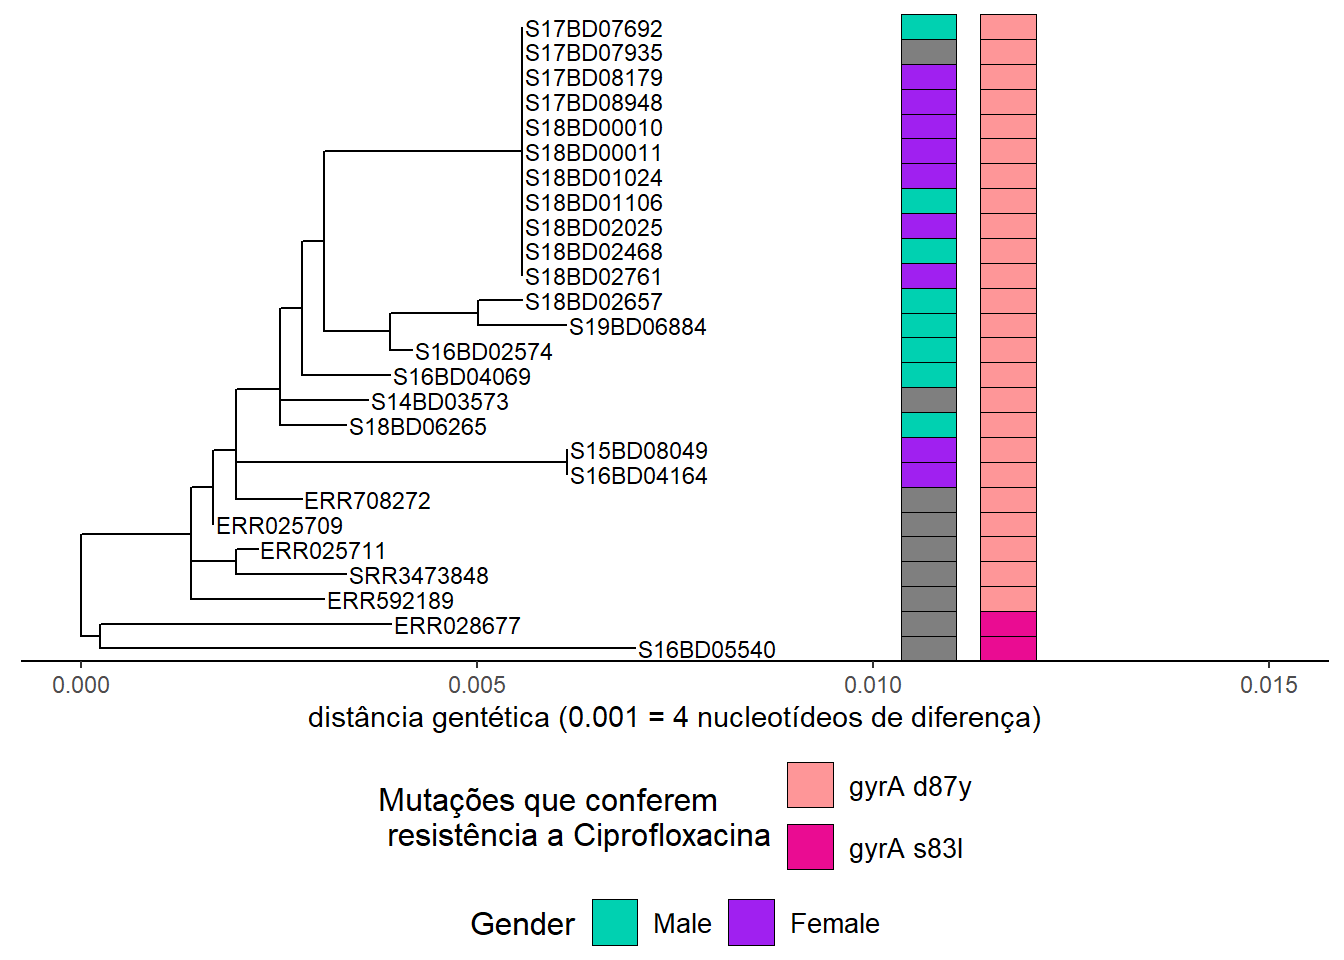 S17BD07692
S17BD07935
S17BD08179
S17BD08948
S18BD00010
S18BD00011
S18BD01024
S18BD01106
S18BD02025
S18BD02468
S18BD02761
S18BD02657
S19BD06884
S16BD02574
S16BD04069
S14BD03573
S18BD06265
S15BD08049
S16BD04164
ERR708272
ERR025709
ERR025711
SRR3473848
ERR592189
ERR028677
S16BD05540
0.000 0.005 0.010 0.015
distância gentética (0.001 = 4 nucleotídeos de diferença)
Mutações que conferem
resistência a Ciprofloxacina
gyrA d87y
gyrA s83l
Gender Male Female